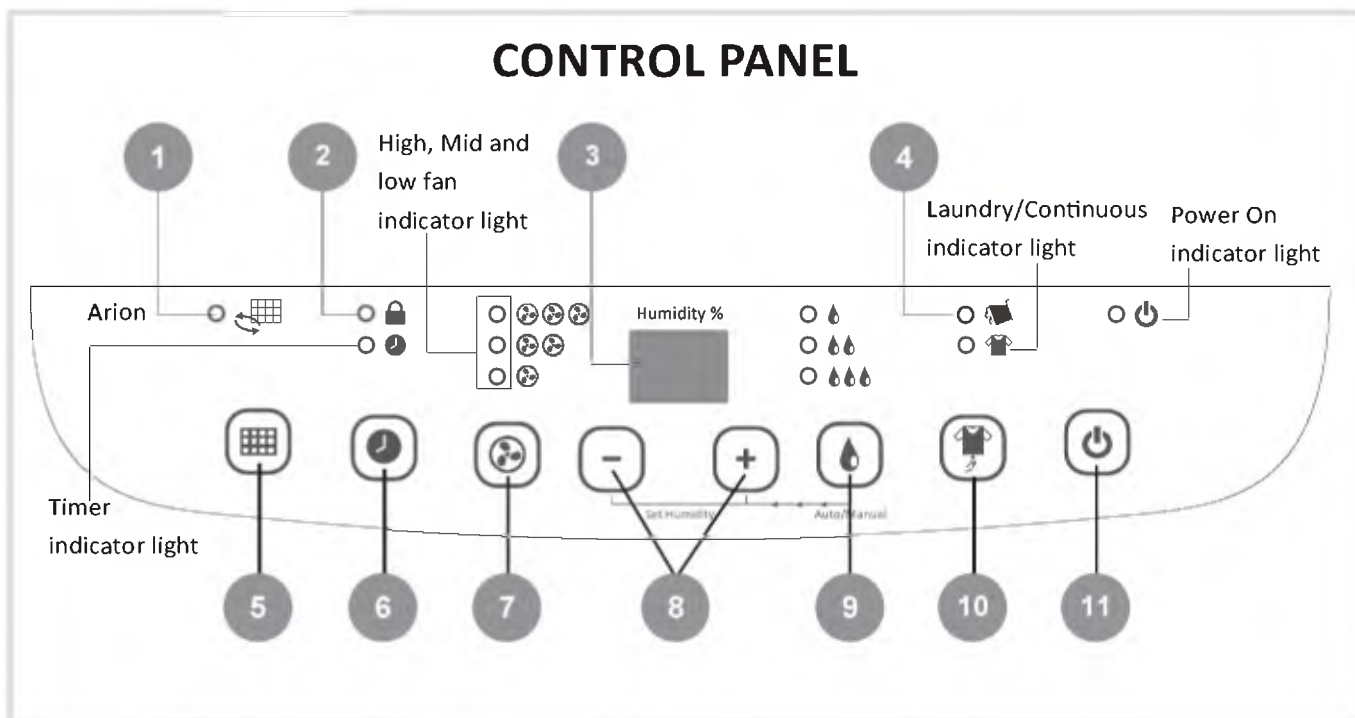 CONTROL PANEL
1
2
High, Mid and
low fan
indicator light
3
4
Laundry/Continuous
indicator light
Power On
indicator light
Arion
Humidity %
- +
Set Humidity Auto/Manual
Timer
indicator light
5 6 7 8 9 10 11